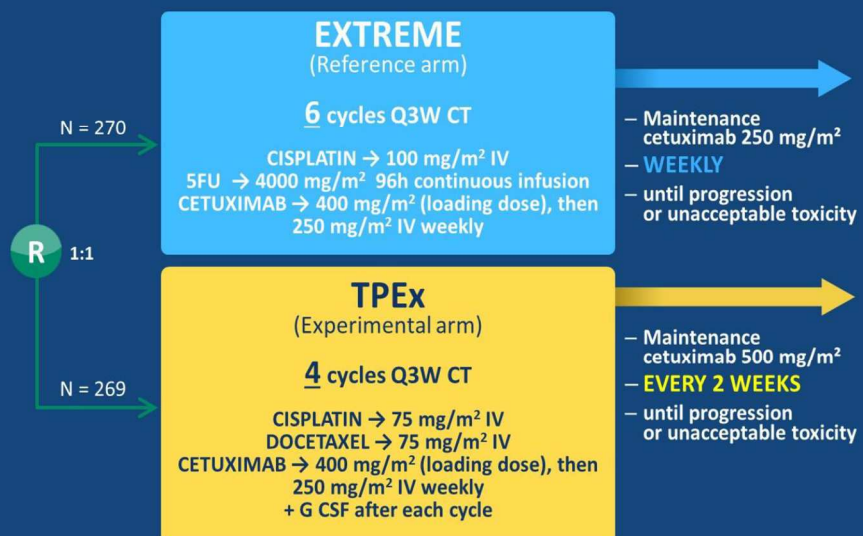 EXTREME
(Reference arm)
6 cycles Q3W CT
CISPLATIN → 100 mg/m² IV
5FU → 4000 mg/m² 96h continuous infusion
CETUXIMAB → 400 mg/m² (loading dose), then
250 mg/m² IV weekly
– Maintenance
cetuximab 250 mg/m²
– WEEKLY
– until progression
or unacceptable toxicity
N = 270
R 1:1
N = 269
TPEx
(Experimental arm)
4 cycles Q3W CT
CISPLATIN → 75 mg/m² IV
DOCETAXEL → 75 mg/m² IV
CETUXIMAB → 400 mg/m² (loading dose), then
250 mg/m² IV weekly
+ G CSF after each cycle
– Maintenance
cetuximab 500 mg/m²
– EVERY 2 WEEKS
– until progression
or unacceptable toxicity